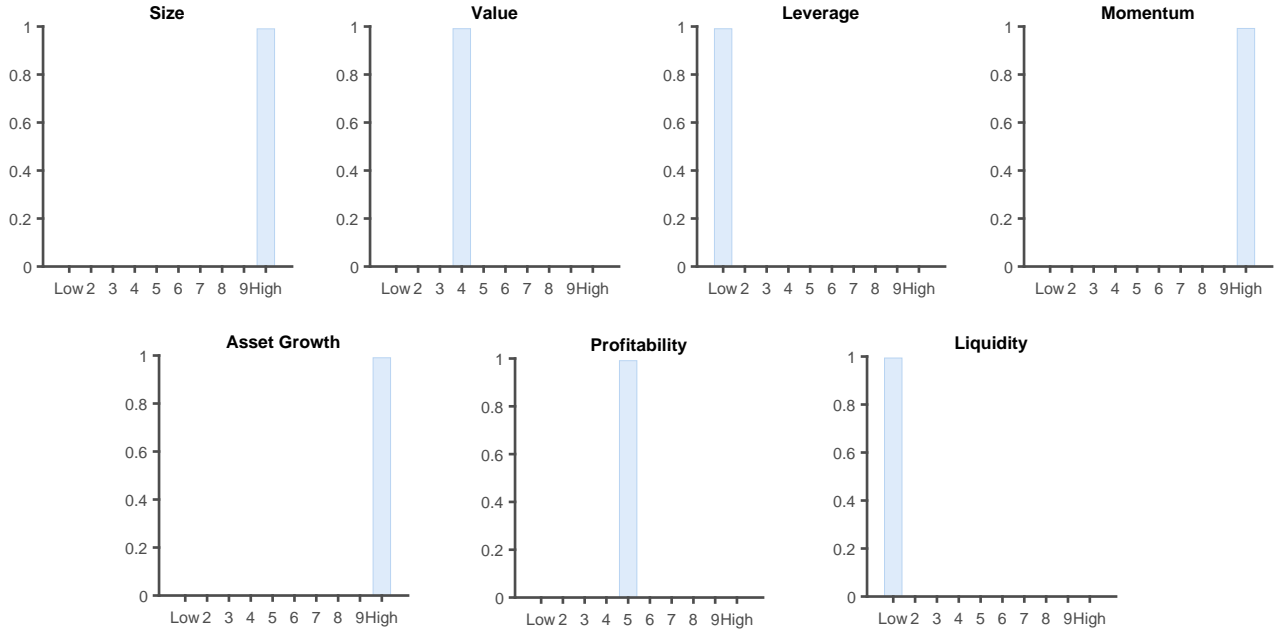 Size Value Leverage Momentum
1 1 1 1
0.8 0.8 0.8 0.8
0.6 0.6 0.6 0.6
0.4 0.4 0.4 0.4
0.2 0.2 0.2 0.2
0 0 0 0
Low 2 3 4 5 6 7 8 9 High Low 2 3 4 5 6 7 8 9 High Low 2 3 4 5 6 7 8 9 High Low 2 3 4 5 6 7 8 9 High
Asset Growth Profitability Liquidity
1 1 1
0.8 0.8 0.8
0.6 0.6 0.6
0.4 0.4 0.4
0.2 0.2 0.2
0 0 0
Low 2 3 4 5 6 7 8 9 High Low 2 3 4 5 6 7 8 9 High Low 2 3 4 5 6 7 8 9 High